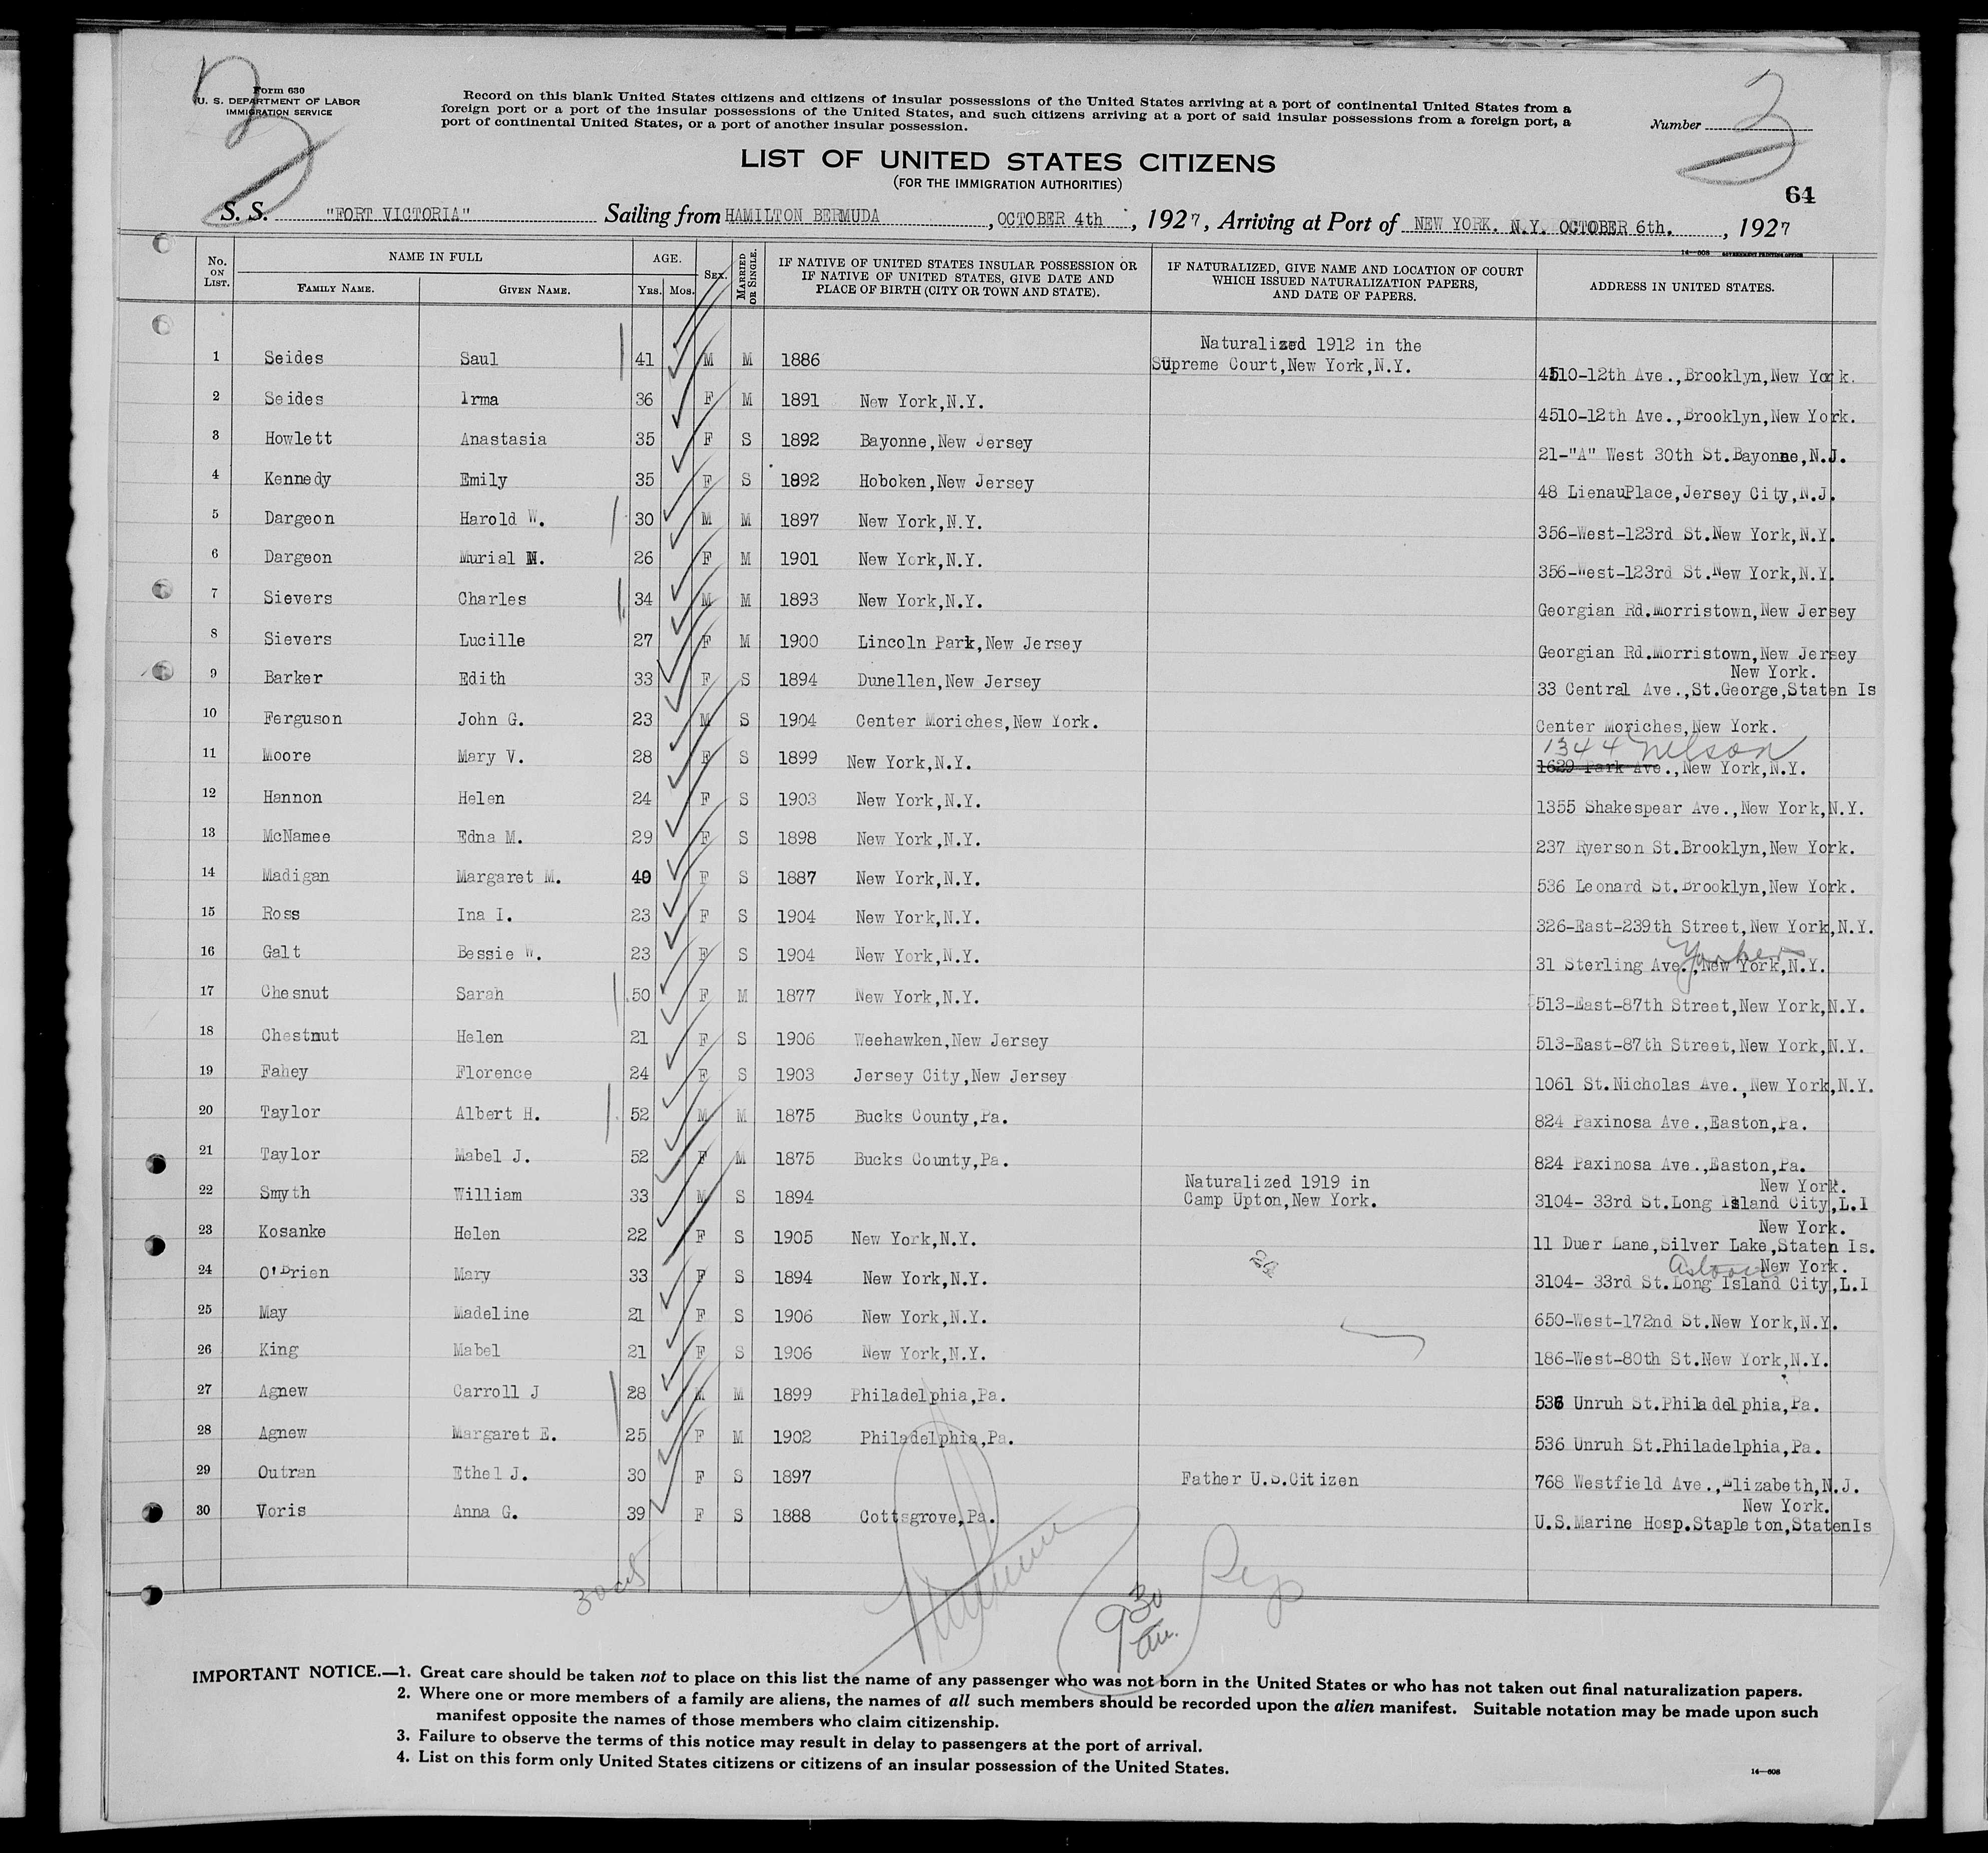 Form 630
U. S. DEPARTMENT OF LABOR
IMMIGRATION SERVICE
2
Record on this blank United States citizens and citizens of insular possessions of the United States arriving at a port of continental United States from a
foreign port or a port of the insular possessions of the United States, and such citizens arriving at a port of said insular possessions from a foreign port, a
port of continental United States, or a port of another insular possession.
Number 2
LIST OF UNITED STATES CITIZENS
(FOR THE IMMIGRATION AUTHORITIES)
64
S. S. "FORT VICTORIA" Sailing from HAMILTON BERMUDA, OCTOBER 4th, 1927, Arriving at Port of NEW YORK. N.Y. OCTOBER 6th., 1927
14—608 GOVERNMENT PRINTING OFFICE
No. ON LIST. NAME IN FULL FAMILY NAME. GIVEN NAME. AGE. Yrs. Mos. SEX. MARRIED OR SINGLE. IF NATIVE OF UNITED STATES INSULAR POSSESSION OR IF NATIVE OF UNITED STATES, GIVE DATE AND PLACE OF BIRTH (CITY OR TOWN AND STATE). IF NATURALIZED, GIVE NAME AND LOCATION OF COURT WHICH ISSUED NATURALIZATION PAPERS, AND DATE OF PAPERS. ADDRESS IN UNITED STATES.
1 Seides Saul 41 M M 1886 Naturalized 1912 in the Supreme Court,New York,N.Y. 4510-12th Ave.,Brooklyn,New York.
2 Seides Irma 36 F M 1891 New York,N.Y. 4510-12th Ave.,Brooklyn,New York.
3 Howlett Anastasia 35 F S 1892 Bayonne,New Jersey 21-"A" West 30th St.Bayonne,N.J.
4 Kennedy Emily 35 F S 1892 Hoboken,New Jersey 48 LienauPlace,Jersey City,N.J.
5 Dargeon Harold W. 30 M M 1897 New York,N.Y. 356-West-123rd St.New York,N.Y.
6 Dargeon Murial N. 26 F M 1901 New York,N.Y. 356-West-123rd St.New York,N.Y.
7 Sievers Charles 34 M M 1893 New York,N.Y. Georgian Rd.Morristown,New Jersey
8 Sievers Lucille 27 F M 1900 Lincoln Park,New Jersey Georgian Rd.Morristown,New Jersey
9 Barker Edith 33 F S 1894 Dunellen,New Jersey 33 Central Ave.,St.George,Staten Is New York.
10 Ferguson John G. 23 M S 1904 Center Moriches,New York. Center Moriches,New York.
11 Moore Mary V. 28 F S 1899 New York,N.Y. 1344 Nelson 1629 Park Ave.,New York,N.Y.
12 Hannon Helen 24 F S 1903 New York,N.Y. 1355 Shakespear Ave.,New York,N.Y.
13 McNamee Edna M. 29 F S 1898 New York,N.Y. 237 Ryerson St.Brooklyn,New York.
14 Madigan Margaret M. 40 F S 1887 New York,N.Y. 536 Leonard St.Brooklyn,New York.
15 Ross Ina I. 23 F S 1904 New York,N.Y. 326-East-239th Street,New York,N.Y.
16 Galt Bessie W. 23 F S 1904 New York,N.Y. 31 Sterling Ave.,New York,N.Y. Yonkers
17 Chesnut Sarah 50 F M 1877 New York,N.Y. 513-East-87th Street,New York,N.Y.
18 Chestnut Helen 21 F S 1906 Weehawken,New Jersey 513-East-87th Street,New York,N.Y.
19 Fahey Florence 24 F S 1903 Jersey City,New Jersey 1061 St.Nicholas Ave.,New York,N.Y.
20 Taylor Albert H. 52 M M 1875 Bucks County,Pa. 824 Paxinosa Ave.,Easton,Pa.
21 Taylor Mabel J. 52 F M 1875 Bucks County,Pa. 824 Paxinosa Ave.,Easton,Pa.
22 Smyth William 33 M S 1894 Naturalized 1919 in Camp Upton,New York. 3104- 33rd St.Long Island City,L.I New York.
23 Kosanke Helen 22 F S 1905 New York,N.Y. 11 Duer Lane,Silver Lake,Staten Is. New York.
24 O'Brien Mary 33 F S 1894 New York,N.Y. 3104- 33rd St.Long Island City,L.I New York.
25 May Madeline 21 F S 1906 New York,N.Y. 650-West-172nd St.New York,N.Y.
26 King Mabel 21 F S 1906 New York,N.Y. 186-West-80th St.New York,N.Y.
27 Agnew Carroll J 28 M M 1899 Philadelphia,Pa. 536 Unruh St.Philadelphia,Pa.
28 Agnew Margaret E. 25 F M 1902 Philadelphia,Pa. 536 Unruh St.Philadelphia,Pa.
29 Outran Ethel J. 30 F S 1897 Father U.S.Citizen 768 Westfield Ave.,Elizabeth,N.J.
30 Voris Anna G. 39 F S 1888 Cottsgrove,Pa. U.S.Marine Hosp.Stapleton,StatenIs New York.
930 am.
IMPORTANT NOTICE.—1. Great care should be taken not to place on this list the name of any passenger who was not born in the United States or who has not taken out final naturalization papers.
2. Where one or more members of a family are aliens, the names of all such members should be recorded upon the alien manifest. Suitable notation may be made upon such
manifest opposite the names of those members who claim citizenship.
3. Failure to observe the terms of this notice may result in delay to passengers at the port of arrival.
4. List on this form only United States citizens or citizens of an insular possession of the United States.
14—608